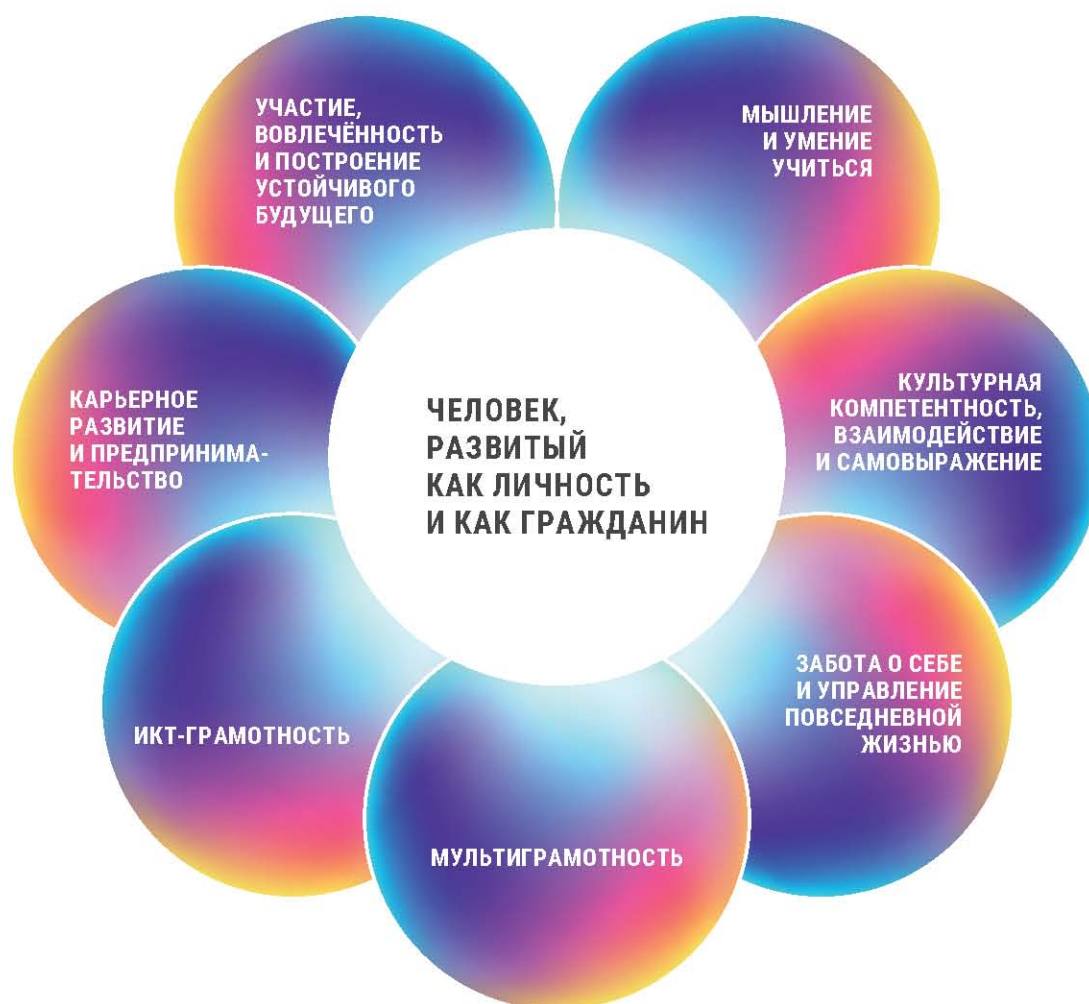 УЧАСТИЕ,
ВОВЛЕЧЁННОСТЬ
И ПОСТРОЕНИЕ
УСТОЙЧИВОГО
БУДУЩЕГО
МЫШЛЕНИЕ
И УМЕНИЕ
УЧИТЬСЯ
КАРЬЕРНОЕ
РАЗВИТИЕ
И ПРЕДПРИНИМА-
ТЕЛЬСТВО
ЧЕЛОВЕК,
РАЗВИТЫЙ
КАК ЛИЧНОСТЬ
И КАК ГРАЖДАНИН
КУЛЬТУРНАЯ
КОМПЕТЕНТНОСТЬ,
ВЗАИМОДЕЙСТВИЕ
И САМОВЫРАЖЕНИЕ
ИКТ-ГРАМОТНОСТЬ
ЗАБОТА О СЕБЕ
И УПРАВЛЕНИЕ
ПОВСЕДНЕВНОЙ
ЖИЗНЬЮ
МУЛЬТИГРАМОТНОСТЬ